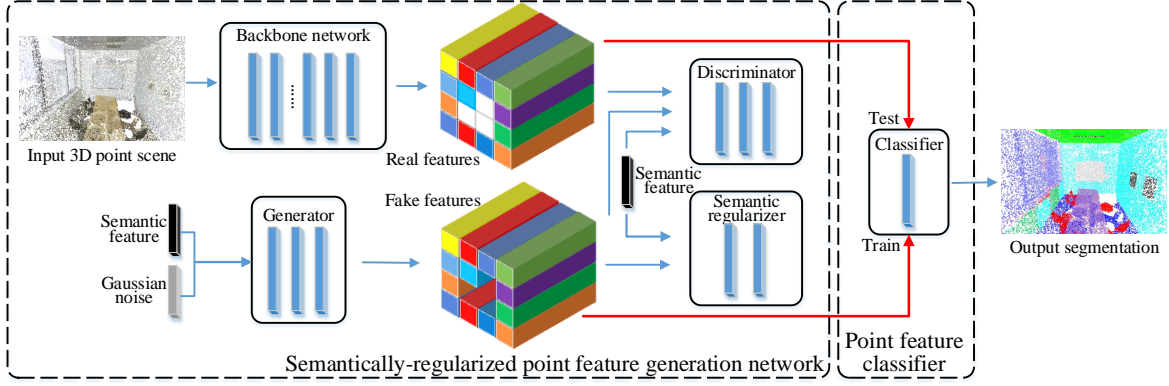 Backbone network
Input 3D point scene
Real features
Discriminator
Semantic
feature
Test
Classifier
Train
Output segmentation
Semantic
feature
Gaussian
noise
Generator
Fake features
Semantic
regularizer
Semantically-regularized point feature generation network
Point feature
classifier